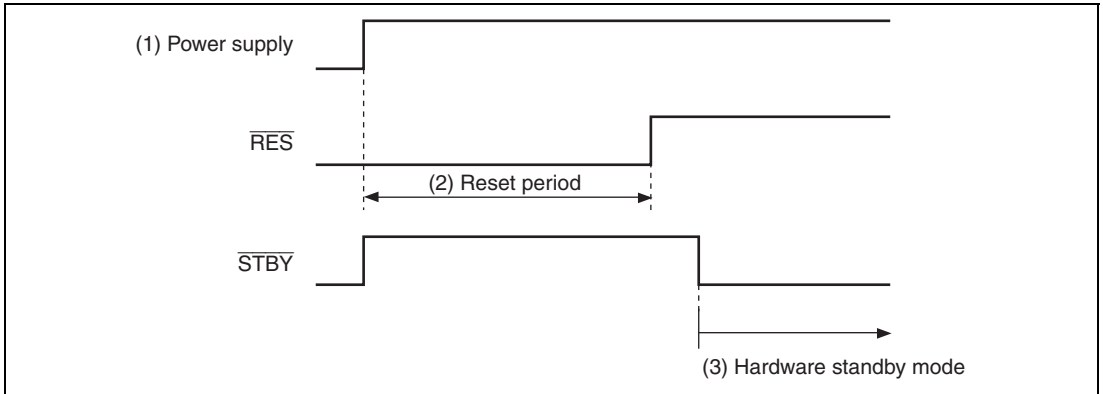 (1) Power supply
RES
(2) Reset period
STBY
(3) Hardware standby mode